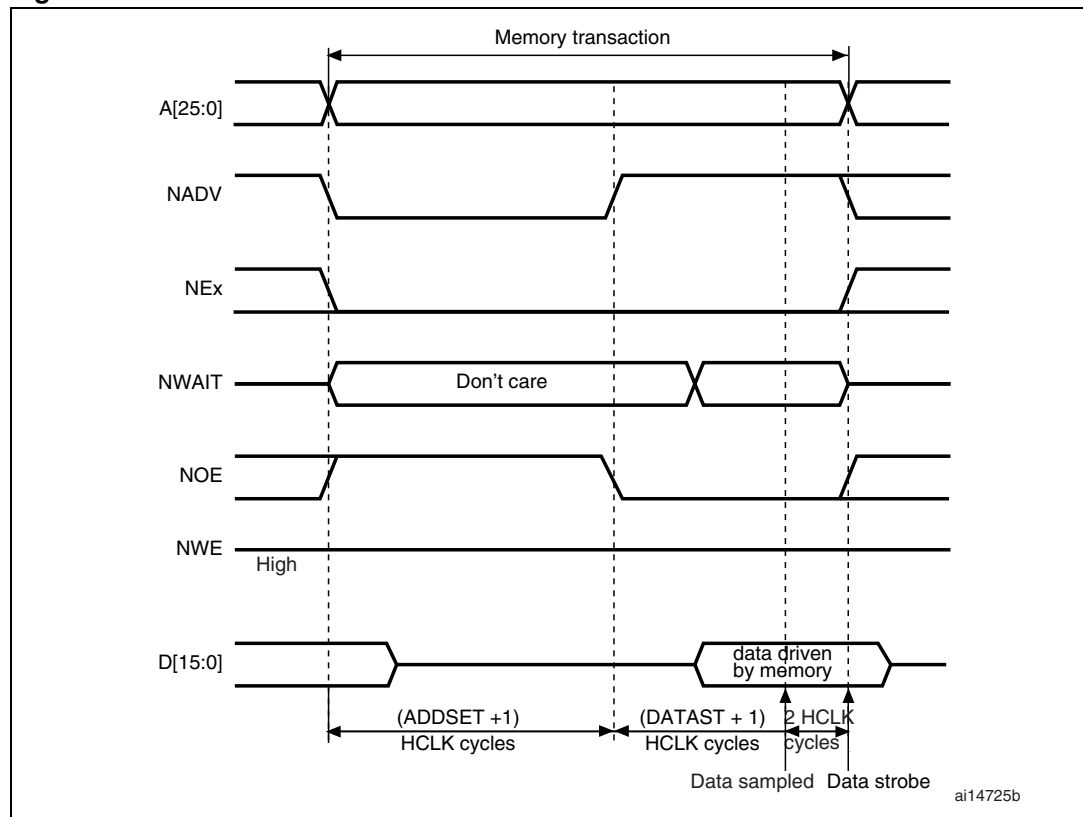 Memory transaction
A[25:0]
NADV
NEx
NWAIT
Don't care
NOE
NWE
High
D[15:0]
data driven
by memory
(ADDSET +1)
HCLK cycles
(DATAST + 1)
HCLK cycles
2 HCLK
cycles
Data sampled
Data strobe
ai14725b